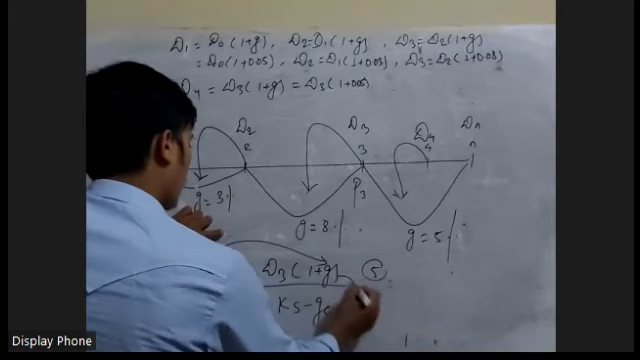 D1 = D0 (1+g), D2 = D1 (1+g), D3 = D2 (1+g)
= D0 (1+0.05), D2 = D1 (1+0.03), D3 = D2 (1+0.08)
D4 = D3 (1+g) = D3 (1+0.05)
D2 D3 D4 Dn
2 3 4 n
g = 3% P3
g = 8% g = 5%
D3 (1+g) 5
Ks - g
Display Phone